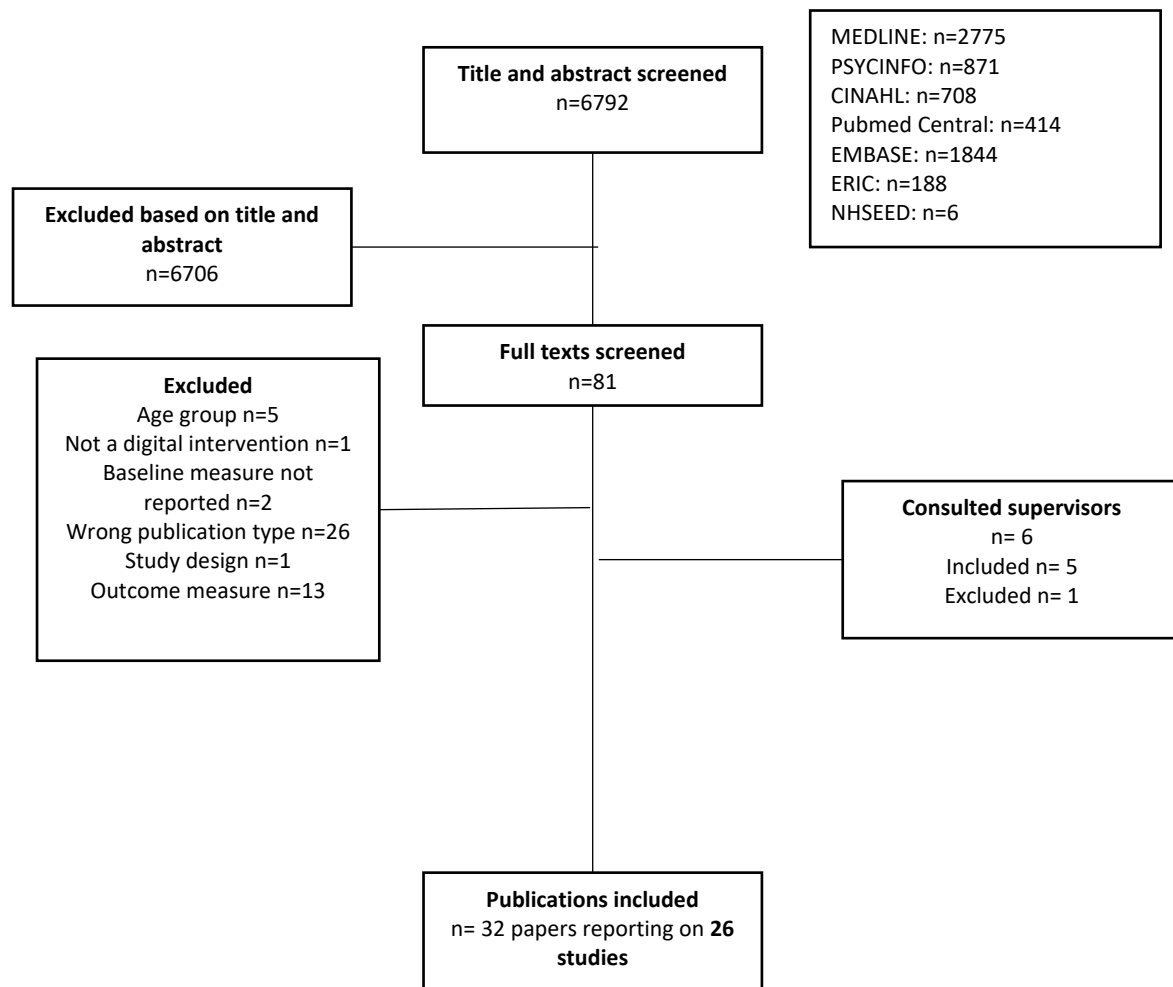 Title and abstract screened
n=6792
MEDLINE: n=2775
PSYCINFO: n=871
CINAHL: n=708
Pubmed Central: n=414
EMBASE: n=1844
ERIC: n=188
NHSEED: n=6
Excluded based on title and
abstract
n=6706
Full texts screened
n=81
Excluded
Age group n=5
Not a digital intervention n=1
Baseline measure not
reported n=2
Wrong publication type n=26
Study design n=1
Outcome measure n=13
Consulted supervisors
n= 6
Included n= 5
Excluded n= 1
Publications included
n= 32 papers reporting on 26
studies